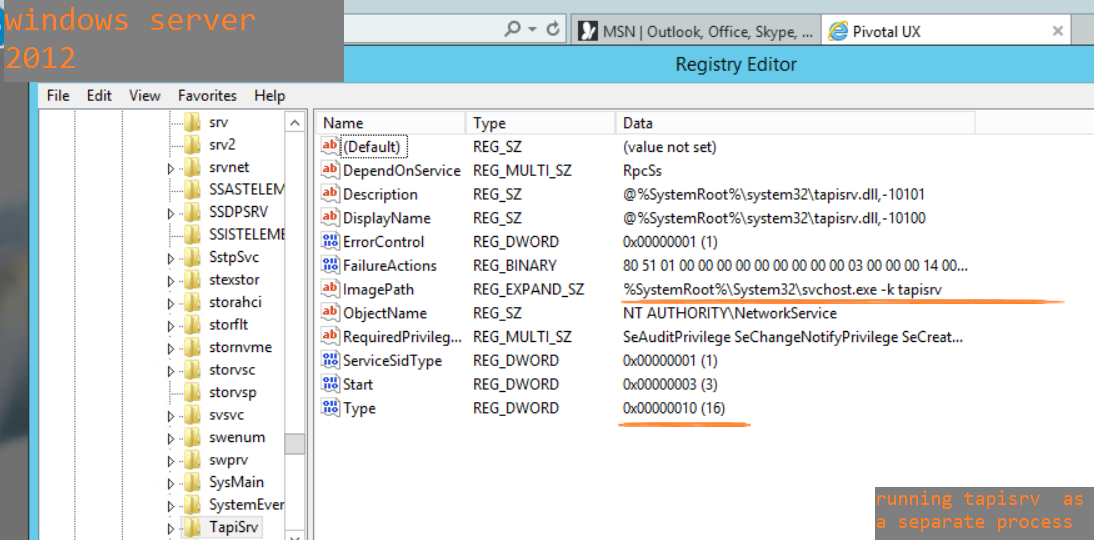 windows server
2012
MSN | Outlook, Office, Skype, ...
Pivotal UX
Registry Editor
File Edit View Favorites Help
srv
srv2
srvnet
SSASTELEM
SSDPSRV
SSISTELEME
SstpSvc
stexstor
storahci
storflt
stornvme
storvsc
storvsp
svsvc
swenum
swprv
SysMain
SystemEver
TapiSrv
Name Type Data
(Default) REG_SZ (value not set)
DependOnService REG_MULTI_SZ RpcSs
Description REG_SZ @%SystemRoot%\system32\tapisrv.dll,-10101
DisplayName REG_SZ @%SystemRoot%\system32\tapisrv.dll,-10100
ErrorControl REG_DWORD 0x00000001 (1)
FailureActions REG_BINARY 80 51 01 00 00 00 00 00 00 00 00 00 03 00 00 00 14 00...
ImagePath REG_EXPAND_SZ %SystemRoot%\System32\svchost.exe -k tapisrv
ObjectName REG_SZ NT AUTHORITY\NetworkService
RequiredPrivileg... REG_MULTI_SZ SeAuditPrivilege SeChangeNotifyPrivilege SeCreat...
ServiceSidType REG_DWORD 0x00000001 (1)
Start REG_DWORD 0x00000003 (3)
Type REG_DWORD 0x00000010 (16)
running tapisrv as
a separate process